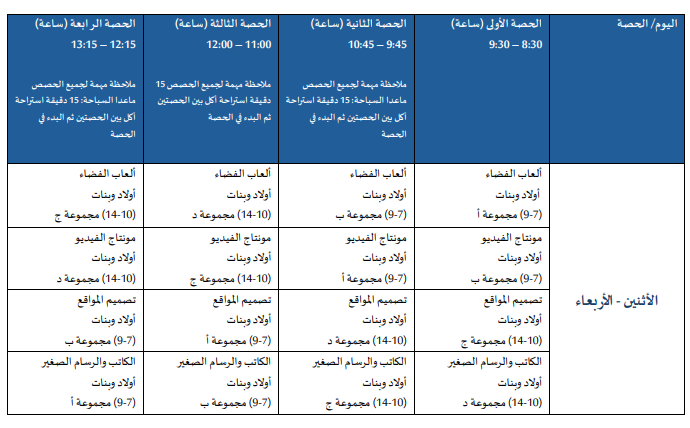 اليوم/ الحصة
الحصة الأولى (ساعة)
8:30 – 9:30
الحصة الثانية (ساعة)
9:45 – 10:45
ملاحظة مهمة لجميع الحصص
ماعدا السباحة: 15 دقيقة استراحة
أكل بين الحصتين ثم البدء في
الحصة
الحصة الثالثة (ساعة)
11:00 – 12:00
ملاحظة مهمة لجميع الحصص 15
دقيقة استراحة أكل بين الحصتين
ثم البدء في الحصة
الحصة الرابعة (ساعة)
12:15 – 13:15
ملاحظة مهمة لجميع الحصص
ماعدا السباحة: 15 دقيقة استراحة
أكل بين الحصتين ثم البدء في
الحصة
الأثنين - الأربعاء
ألعاب الفضاء
أولاد وبنات
(9-7) مجموعة أ
ألعاب الفضاء
أولاد وبنات
(9-7) مجموعة ب
ألعاب الفضاء
أولاد وبنات
(14-10) مجموعة د
ألعاب الفضاء
أولاد وبنات
(14-10) مجموعة ج
مونتاج الفيديو
أولاد وبنات
(9-7) مجموعة ب
مونتاج الفيديو
أولاد وبنات
(9-7) مجموعة أ
مونتاج الفيديو
أولاد وبنات
(14-10) مجموعة ج
مونتاج الفيديو
أولاد وبنات
(14-10) مجموعة د
تصميم المواقع
أولاد وبنات
(14-10) مجموعة ج
تصميم المواقع
أولاد وبنات
(14-10) مجموعة د
تصميم المواقع
أولاد وبنات
(9-7) مجموعة أ
تصميم المواقع
أولاد وبنات
(9-7) مجموعة ب
الكاتب والرسام الصغير
أولاد وبنات
(14-10) مجموعة د
الكاتب والرسام الصغير
أولاد وبنات
(14-10) مجموعة ج
الكاتب والرسام الصغير
أولاد وبنات
(9-7) مجموعة ب
الكاتب والرسام الصغير
أولاد وبنات
(9-7) مجموعة أ